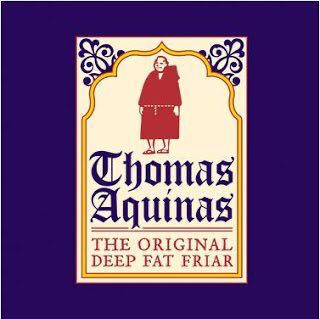 Thomas
Aquinas
THE ORIGINAL
DEEP FAT FRIAR